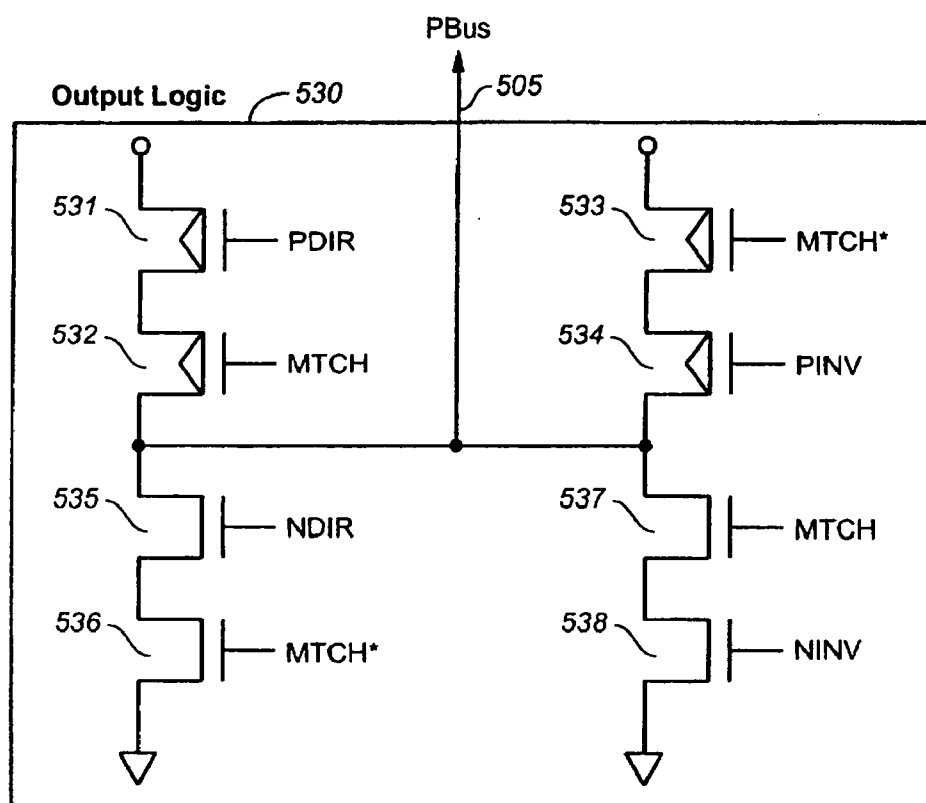 PBus
Output Logic 530 505
531 PDIR 533 MTCH*
532 MTCH 534 PINV
535 NDIR 537 MTCH
536 MTCH* 538 NINV